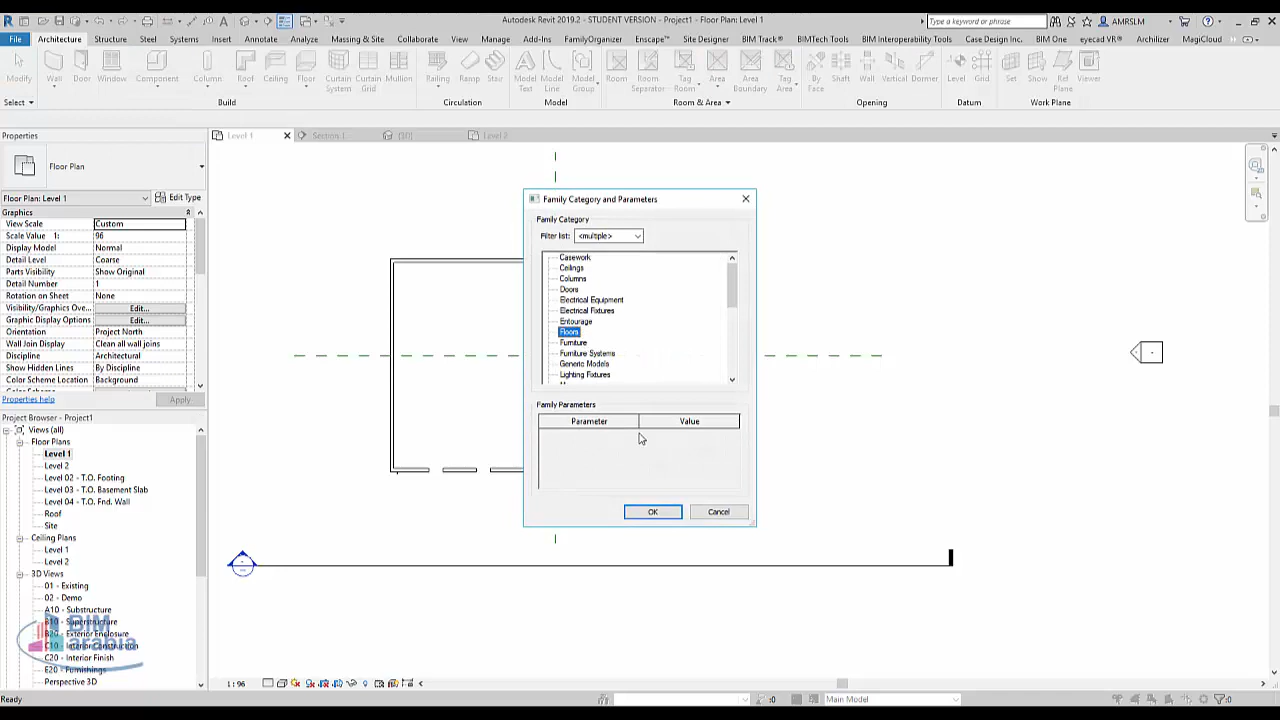 Autodesk Revit 2019.2 - STUDENT VERSION - Project1 - Floor Plan: Level 1
Type a keyword or phrase
AMRSLM
File Architecture Structure Steel Systems Insert Annotate Analyze Massing & Site Collaborate View Manage Add-Ins FamilyOrganizer Enscape™ Site Designer BIM Track® BIMTech Tools BIM Interoperability Tools Case Design Inc. BIM One eyecad VR® Archilizer MagiCloud
Modify Wall Door Window Component Column Roof Ceiling Floor Curtain System Curtain Grid Mullion Railing Ramp Stair Model Text Model Line Model Group Room Room Separator Tag Room Area Area Boundary Tag Area By Face Shaft Wall Vertical Dormer Level Grid Set Show Ref Plane Viewer
Select Build Circulation Model Room & Area Opening Datum Work Plane
Properties
Level 1 Section 1 {3D} Level 2
Floor Plan
Floor Plan: Level 1 Edit Type
Graphics
View Scale Custom
Scale Value 1: 96
Display Model Normal
Detail Level Coarse
Parts Visibility Show Original
Detail Number 1
Rotation on Sheet None
Visibility/Graphics Ove... Edit...
Graphic Display Options Edit...
Orientation Project North
Wall Join Display Clean all wall joins
Discipline Architectural
Show Hidden Lines By Discipline
Color Scheme Location Background
Properties help Apply
Project Browser - Project1
Views (all)
Floor Plans
Level 1
Level 2
Level 02 - T.O. Footing
Level 03 - T.O. Basement Slab
Level 04 - T.O. Fnd. Wall
Roof
Site
Ceiling Plans
Level 1
Level 2
3D Views
01 - Existing
02 - Demo
A10 - Substructure
B10 - Superstructure
B20 - Exterior Enclosure
C10 - Interior Construction
C20 - Interior Finish
E20 - Furnishings
Perspective 3D
BIM
arabia
Family Category and Parameters
Family Category
Filter list: <multiple>
Casework
Ceilings
Columns
Doors
Electrical Equipment
Electrical Fixtures
Entourage
Floors
Furniture
Furniture Systems
Generic Models
Lighting Fixtures
Family Parameters
Parameter Value
OK Cancel
1 : 96
Ready
:0 Main Model :0